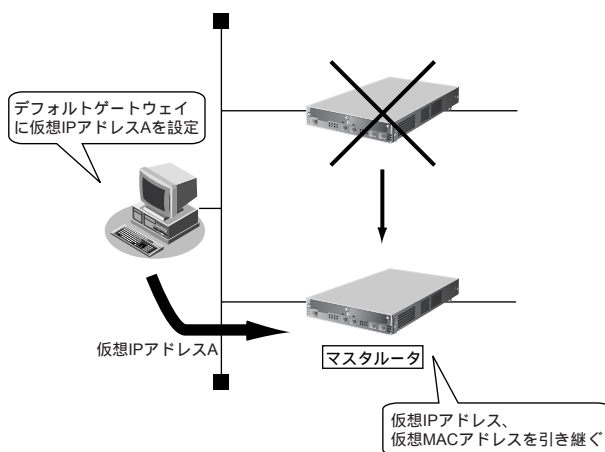 デフォルトゲートウェイ
に仮想IPアドレスAを設定
仮想IPアドレスA
マスタルータ
仮想IPアドレス、
仮想MACアドレスを引き継ぐ